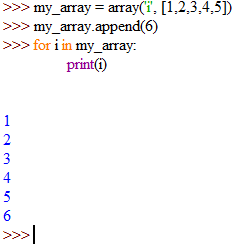 >>> my_array = array('i', [1,2,3,4,5])
>>> my_array.append(6)
>>> for i in my_array:
print(i)
1
2
3
4
5
6
>>>